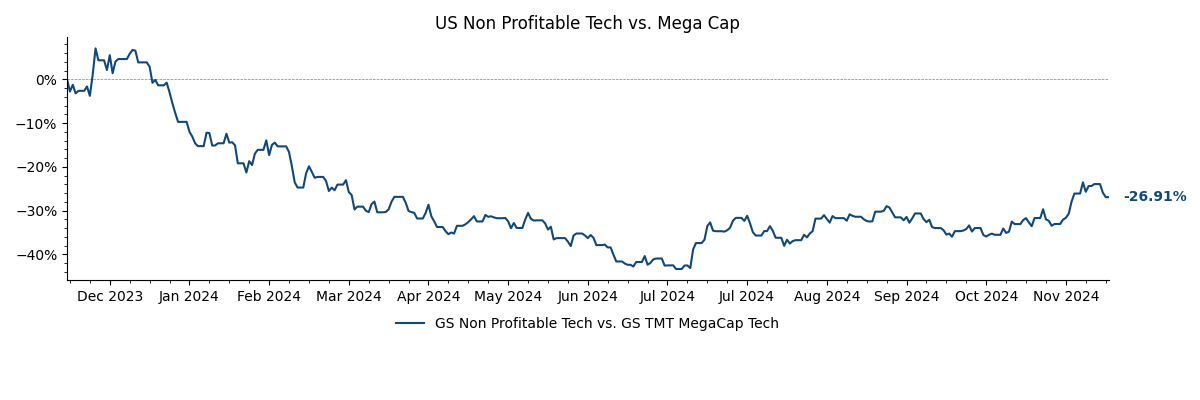 US Non Profitable Tech vs. Mega Cap
0%
−10%
−20%
−30%
−40%
-26.91%
Dec 2023 Jan 2024 Feb 2024 Mar 2024 Apr 2024 May 2024 Jun 2024 Jul 2024 Jul 2024 Aug 2024 Sep 2024 Oct 2024 Nov 2024
GS Non Profitable Tech vs. GS TMT MegaCap Tech